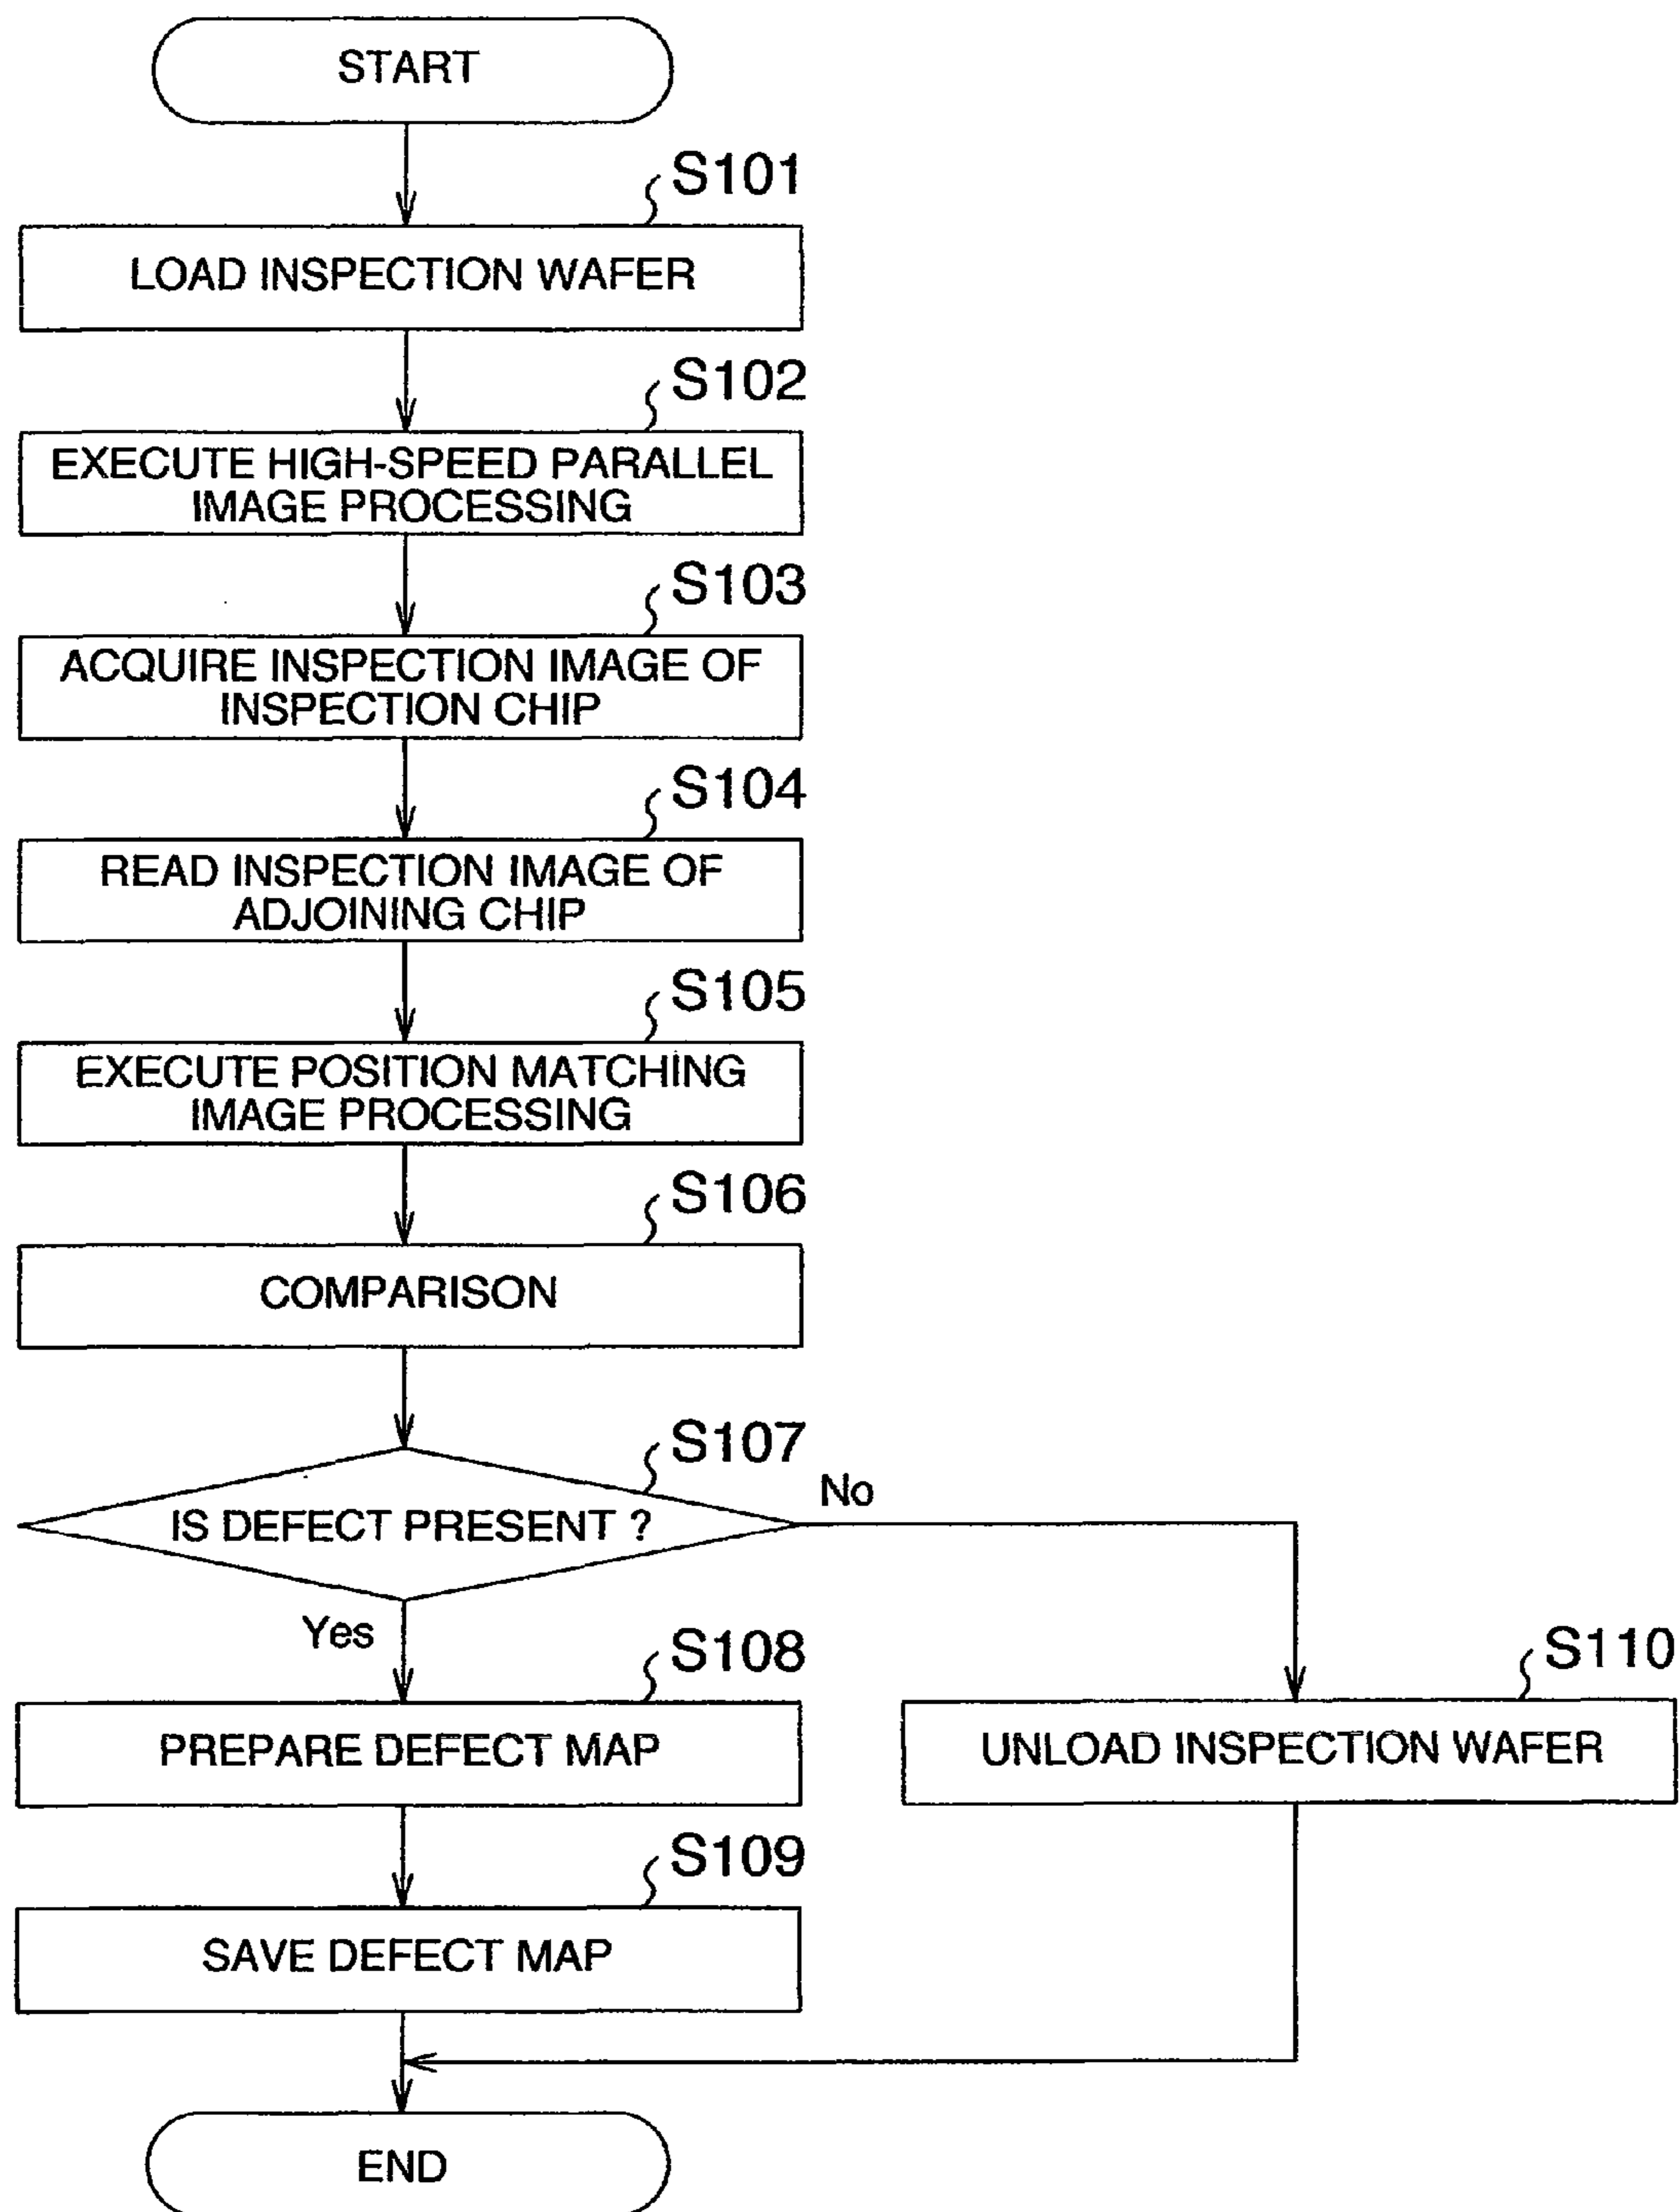 START
S101
LOAD INSPECTION WAFER
S102
EXECUTE HIGH-SPEED PARALLEL
IMAGE PROCESSING
S103
ACQUIRE INSPECTION IMAGE OF
INSPECTION CHIP
S104
READ INSPECTION IMAGE OF
ADJOINING CHIP
S105
EXECUTE POSITION MATCHING
IMAGE PROCESSING
S106
COMPARISON
S107
IS DEFECT PRESENT ?
No
Yes
S108
PREPARE DEFECT MAP
S110
UNLOAD INSPECTION WAFER
S109
SAVE DEFECT MAP
END